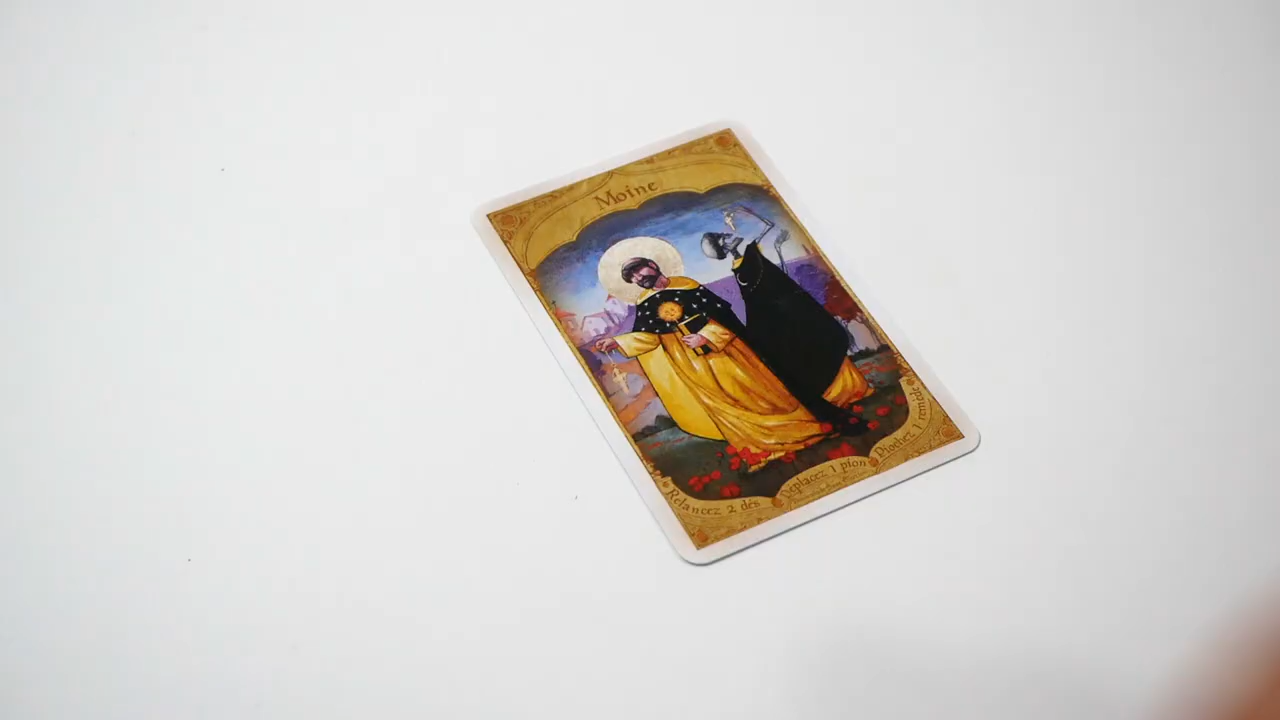 Moine
Relancez 2 dés
Déplacez 1 pion
Piochez 1 remède